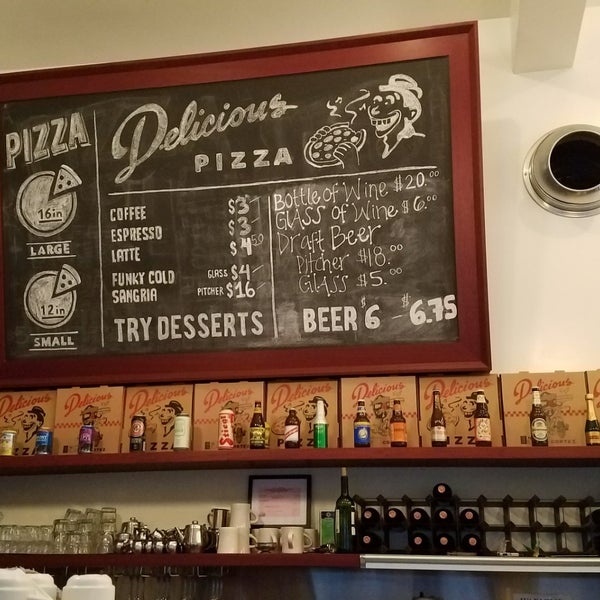 PIZZA
16in
LARGE
12in
SMALL
Delicious
PIZZA
COFFEE $3
ESPRESSO $3
LATTE $4.50
FUNKY COLD
SANGRIA
GLASS $4
PITCHER $16
TRY DESSERTS
Bottle of Wine $20.00
GLASS of Wine $6.00
Draft Beer
Pitcher $18.00
GLASS $5.00
BEER $6 - $6.75
Delicious
Delicious
Delicious
Delicious
Delicious
Delicious
Delicious